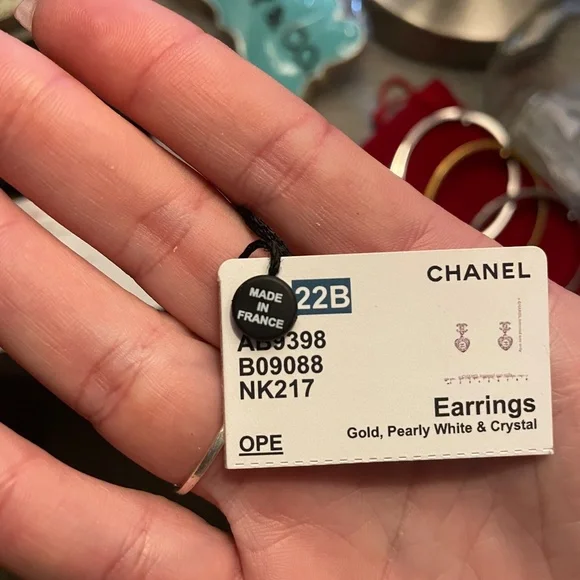 CHANEL
22B
MADE
IN
FRANCE
AB9398
B09088
NK217
Earrings
Gold, Pearly White & Crystal
OPE